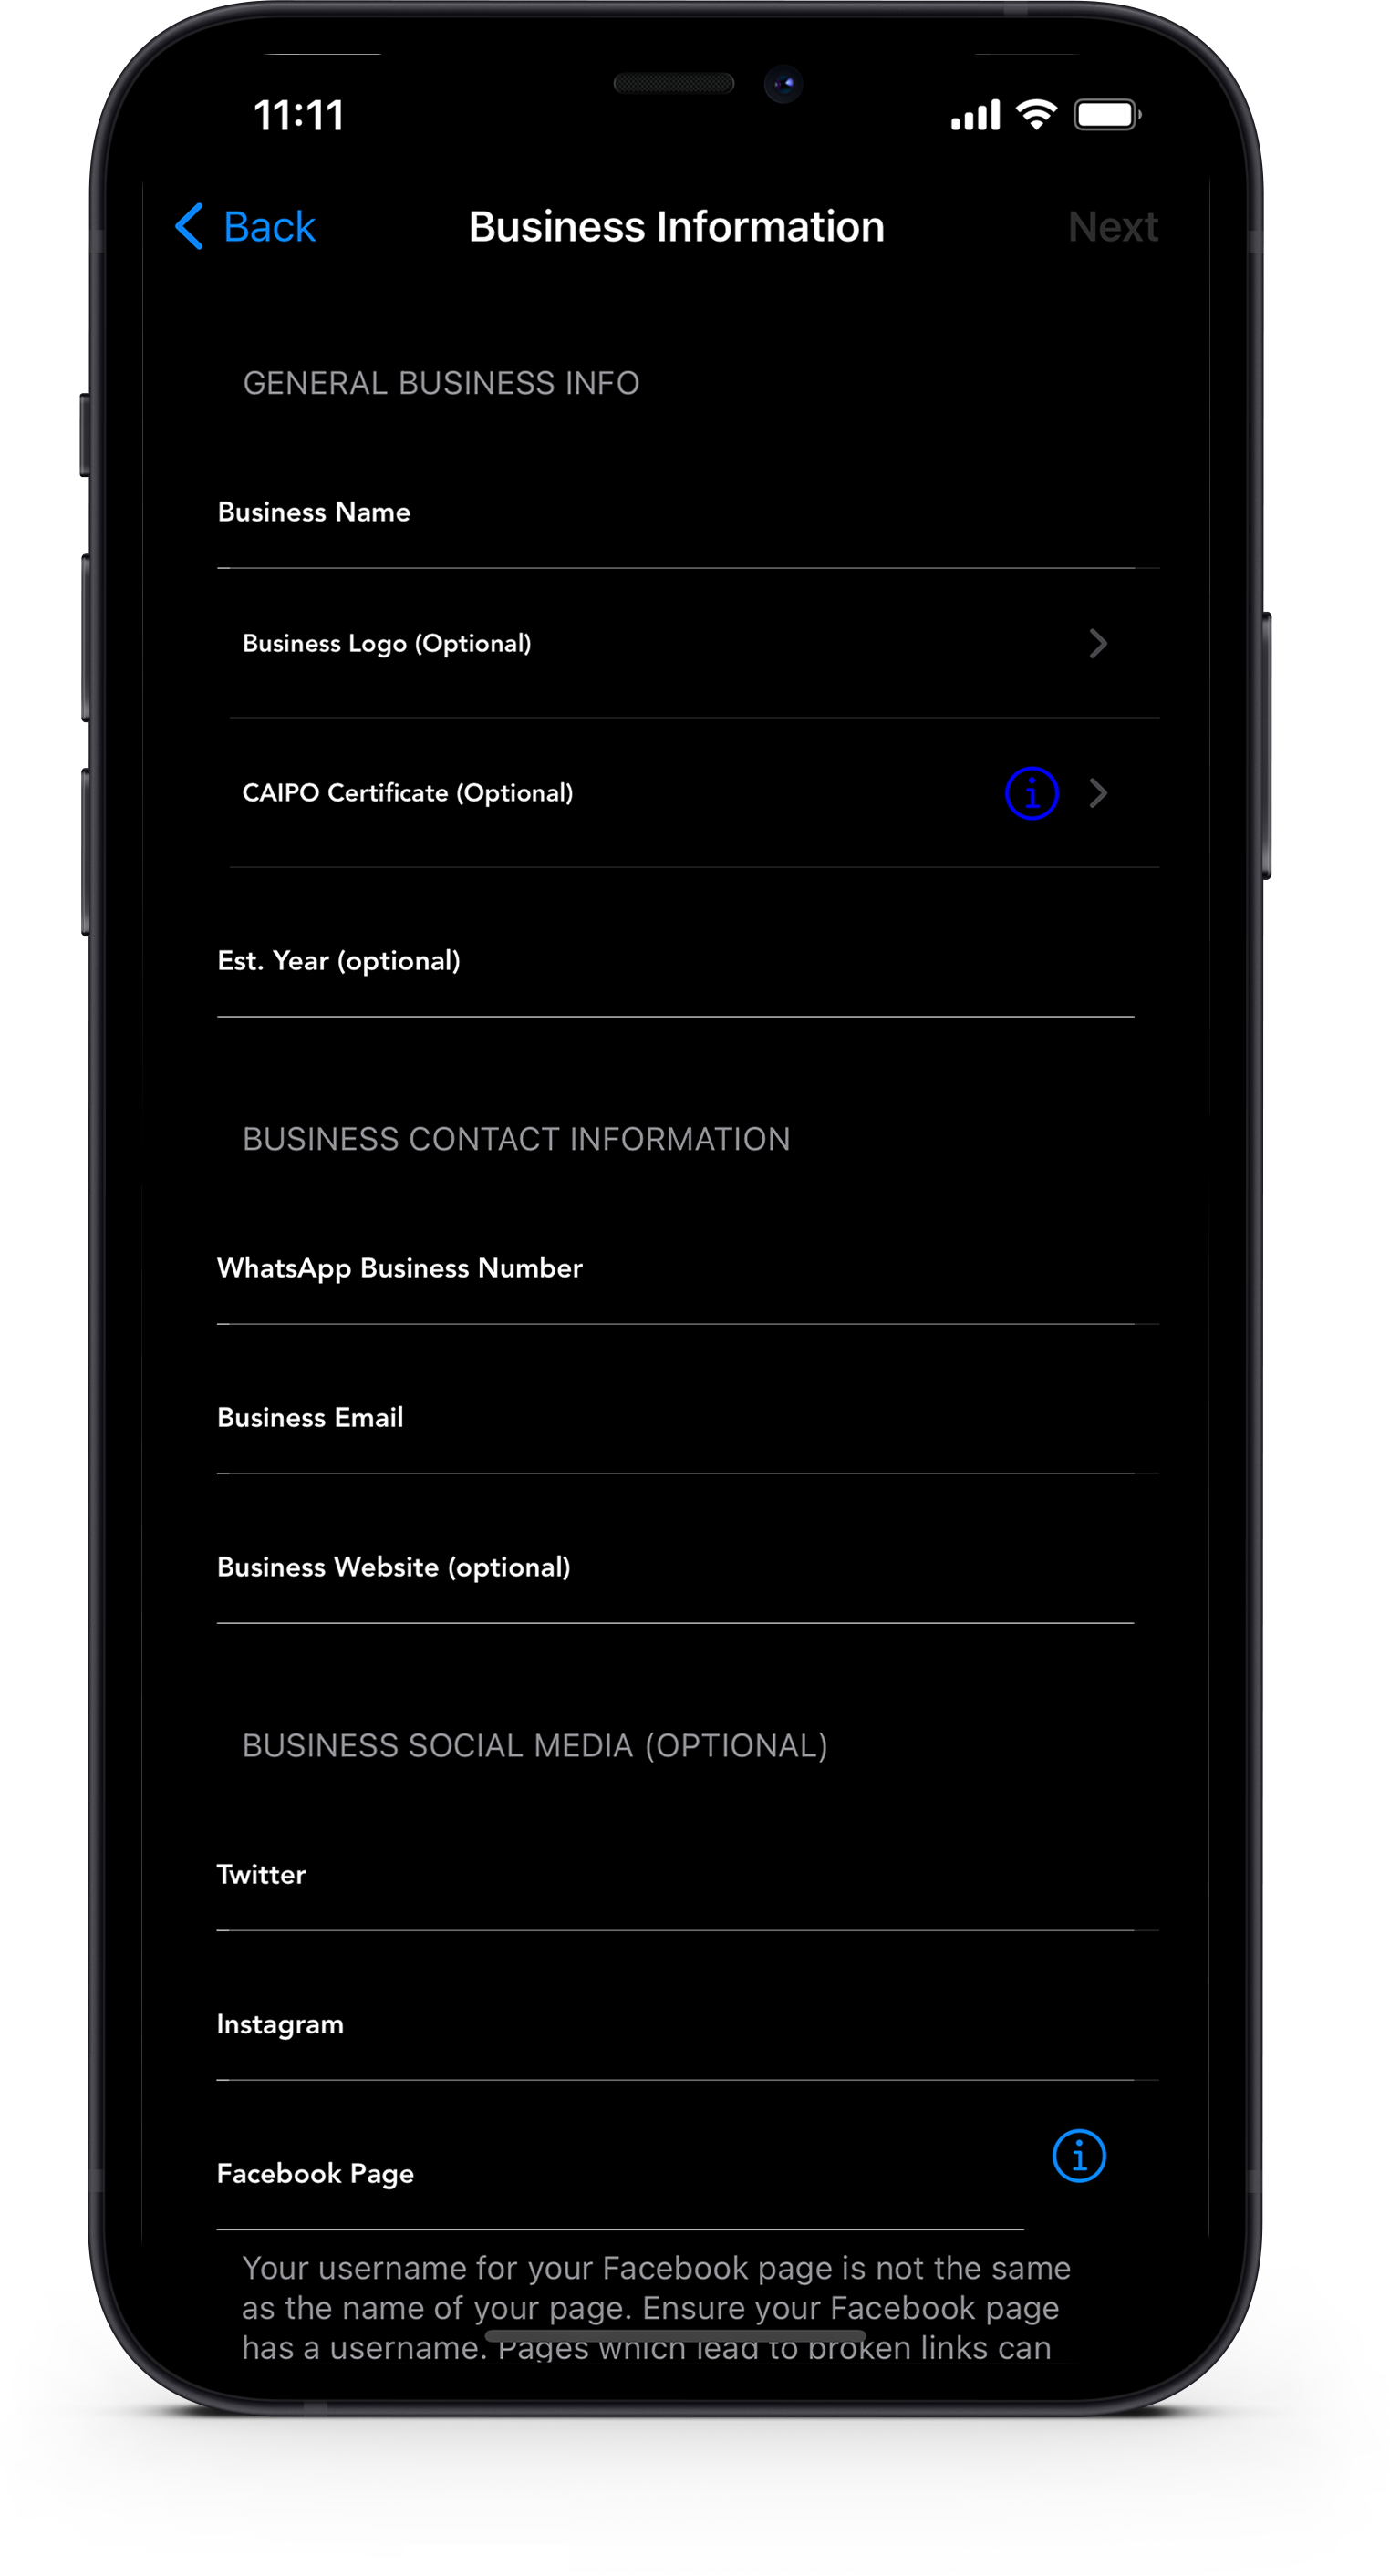 11:11
Back Business Information Next
GENERAL BUSINESS INFO
Business Name
Business Logo (Optional)
CAIPO Certificate (Optional)
Est. Year (optional)
BUSINESS CONTACT INFORMATION
WhatsApp Business Number
Business Email
Business Website (optional)
BUSINESS SOCIAL MEDIA (OPTIONAL)
Twitter
Instagram
Facebook Page
Your username for your Facebook page is not the same
as the name of your page. Ensure your Facebook page
has a username. Pages which lead to broken links can